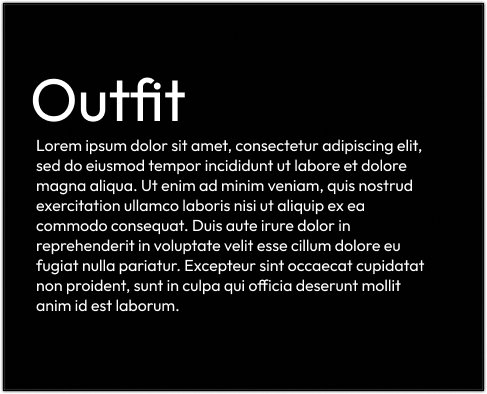 Outfit
Lorem ipsum dolor sit amet, consectetur adipiscing elit,
sed do eiusmod tempor incididunt ut labore et dolore
magna aliqua. Ut enim ad minim veniam, quis nostrud
exercitation ullamco laboris nisi ut aliquip ex ea
commodo consequat. Duis aute irure dolor in
reprehenderit in voluptate velit esse cillum dolore eu
fugiat nulla pariatur. Excepteur sint occaecat cupidatat
non proident, sunt in culpa qui officia deserunt mollit
anim id est laborum.